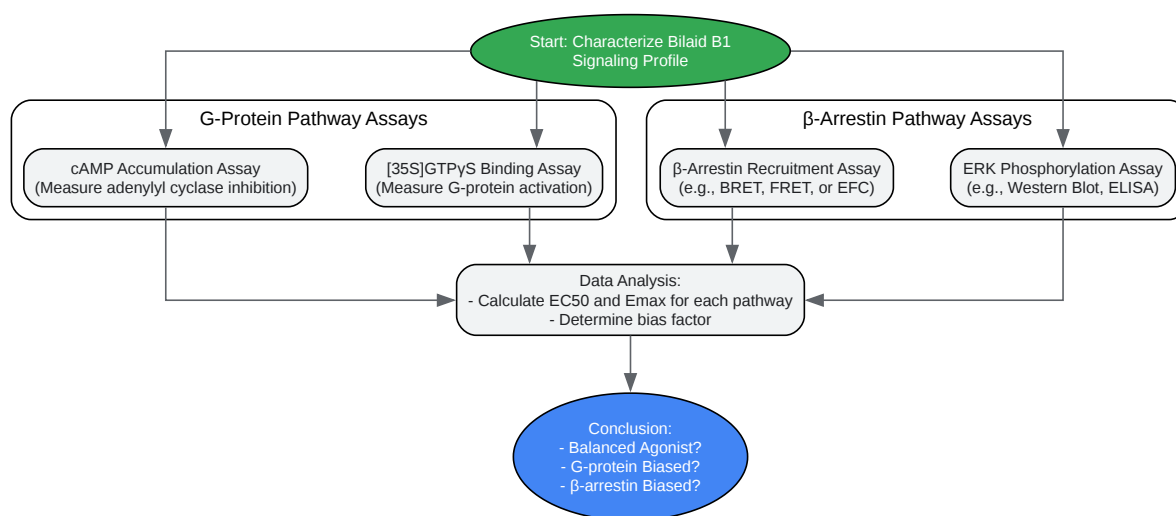 Start: Characterize Bilaid B1
Signaling Profile
G-Protein Pathway Assays
cAMP Accumulation Assay
(Measure adenylyl cyclase inhibition)
[35S]GTPγS Binding Assay
(Measure G-protein activation)
β-Arrestin Pathway Assays
β-Arrestin Recruitment Assay
(e.g., BRET, FRET, or EFC)
ERK Phosphorylation Assay
(e.g., Western Blot, ELISA)
Data Analysis:
- Calculate EC50 and Emax for each pathway
- Determine bias factor
Conclusion:
- Balanced Agonist?
- G-protein Biased?
- β-arrestin Biased?